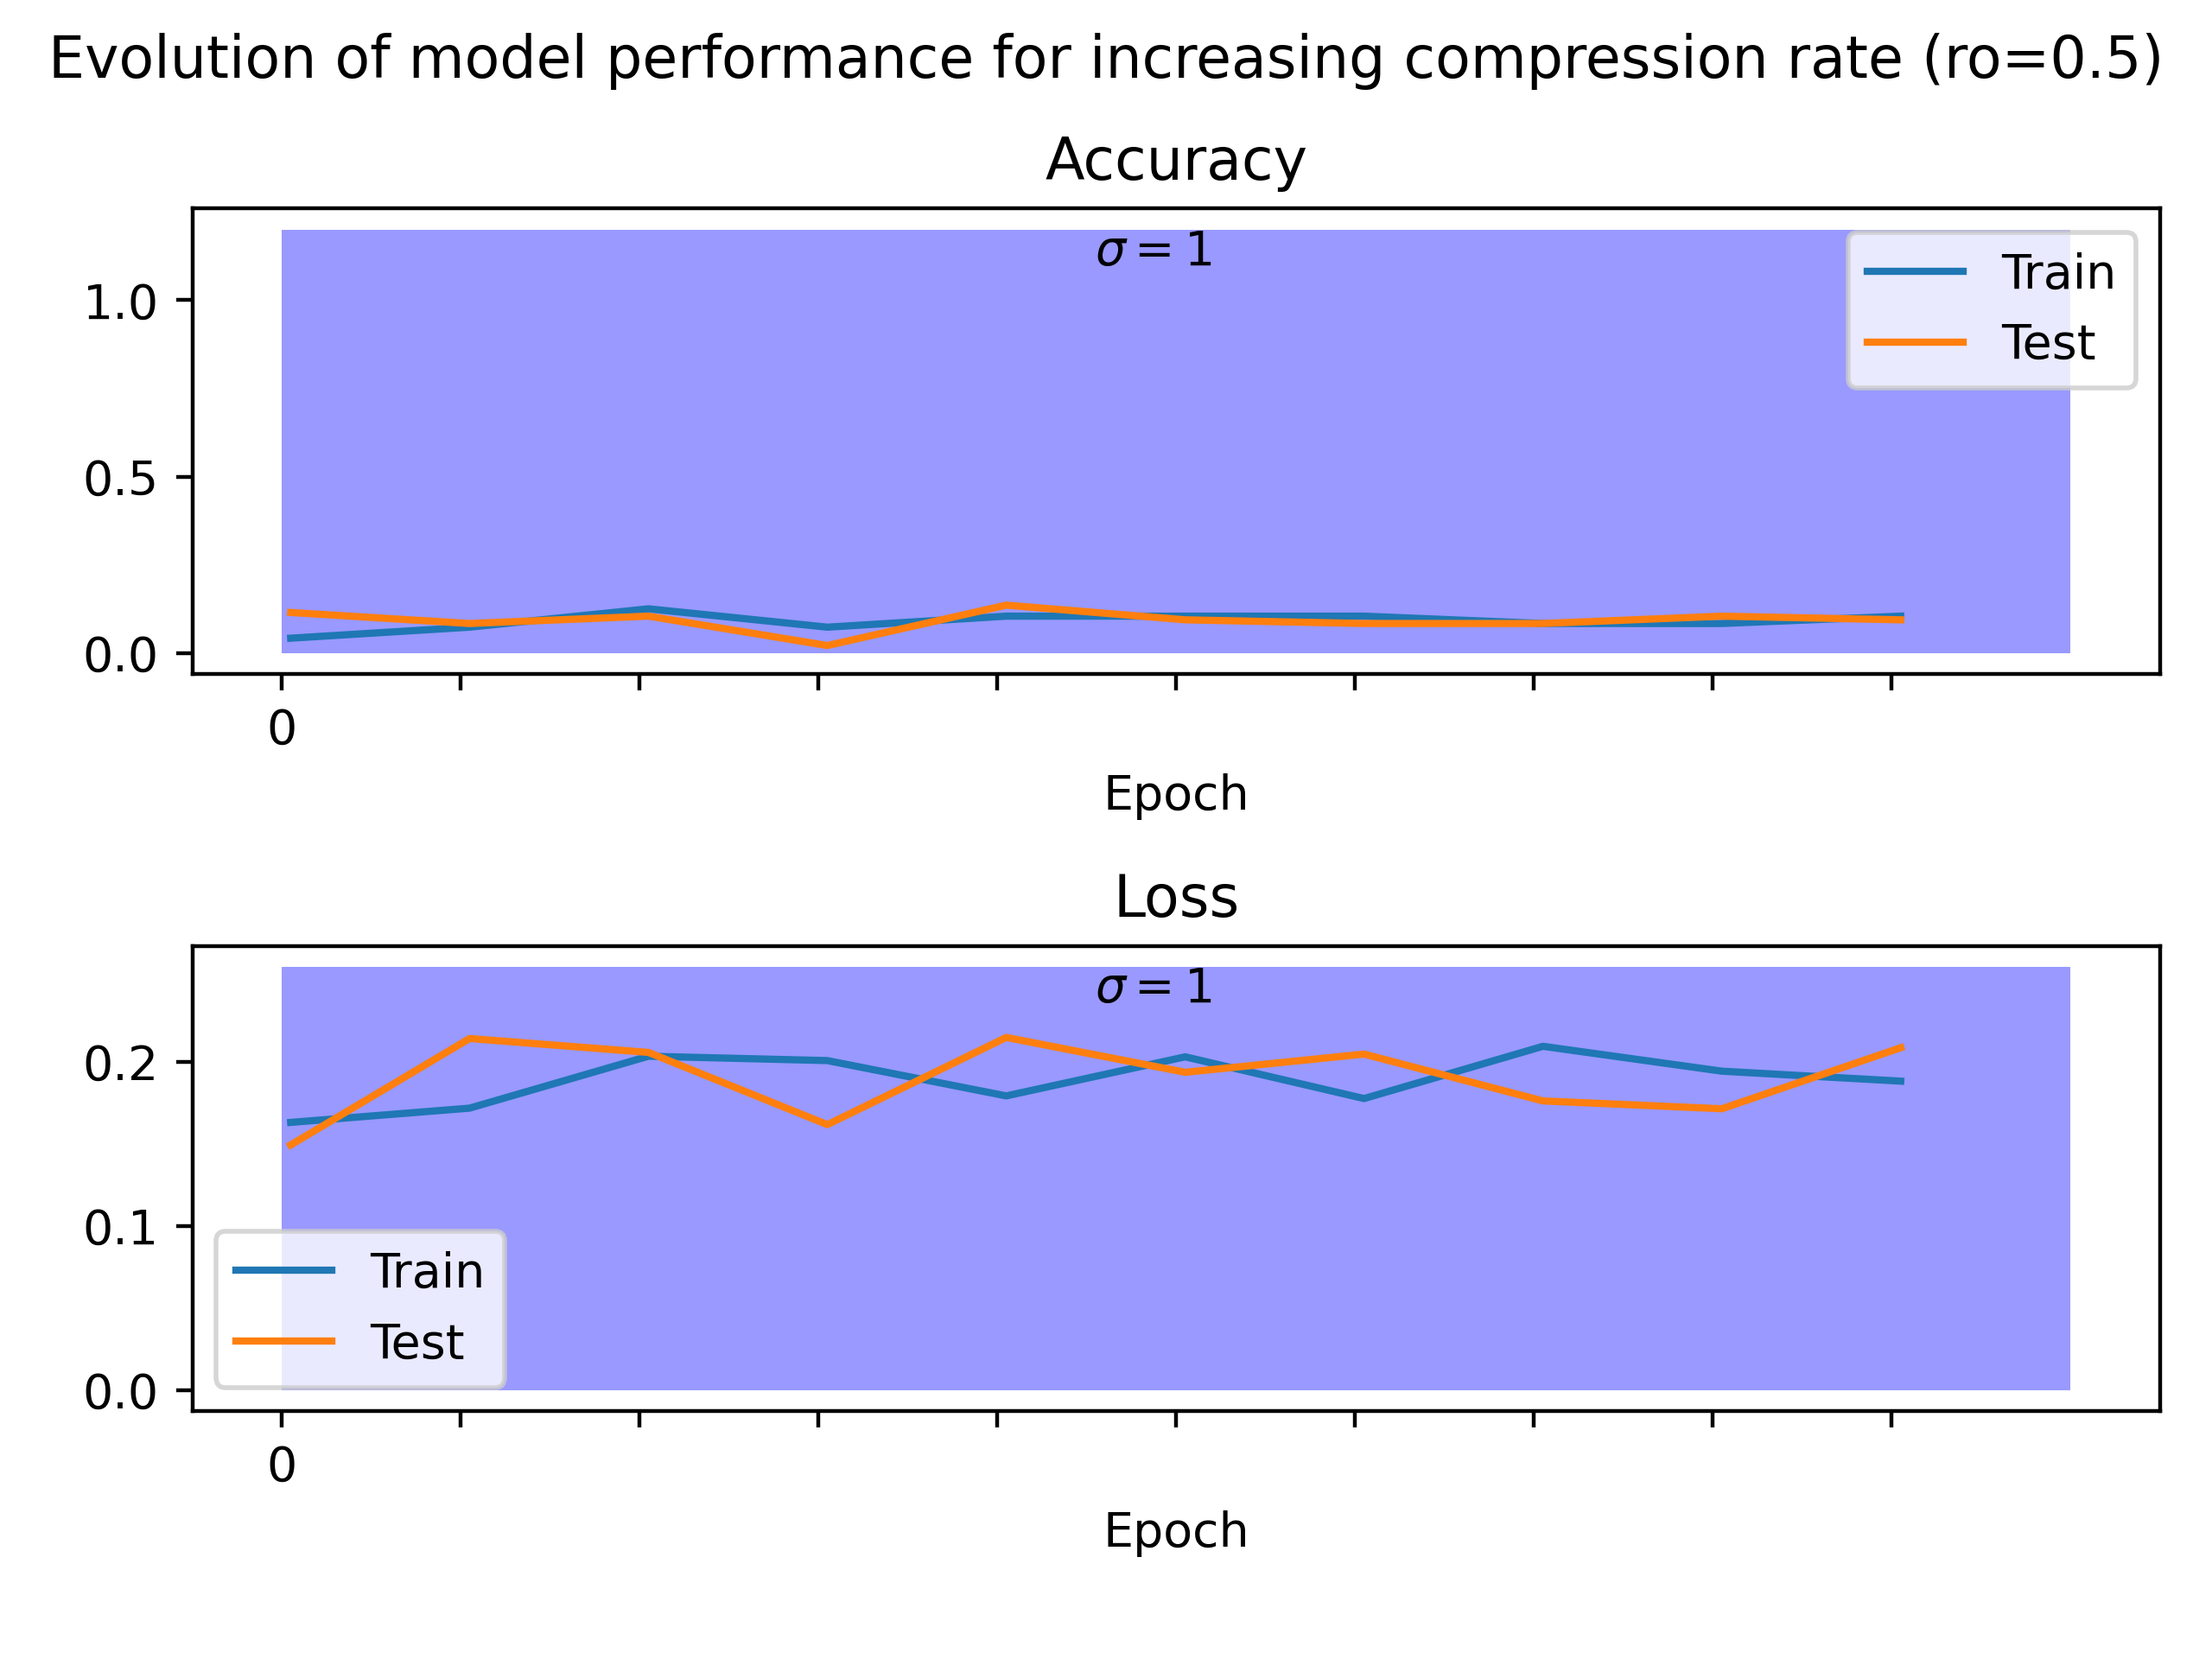 Evolution of model performance for increasing compression rate (ro=0.5)
Accuracy
σ = 1
Train
Test
1.0
0.5
0.0
0
Epoch
Loss
σ = 1
0.2
0.1
0.0
Train
Test
0
Epoch